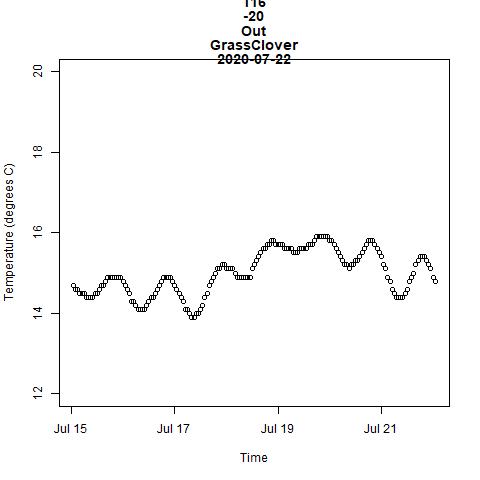 T16
-20
Out
GrassClover
2020-07-22
Temperature (degrees C)
20
18
16
14
12
Jul 15 Jul 17 Jul 19 Jul 21
Time